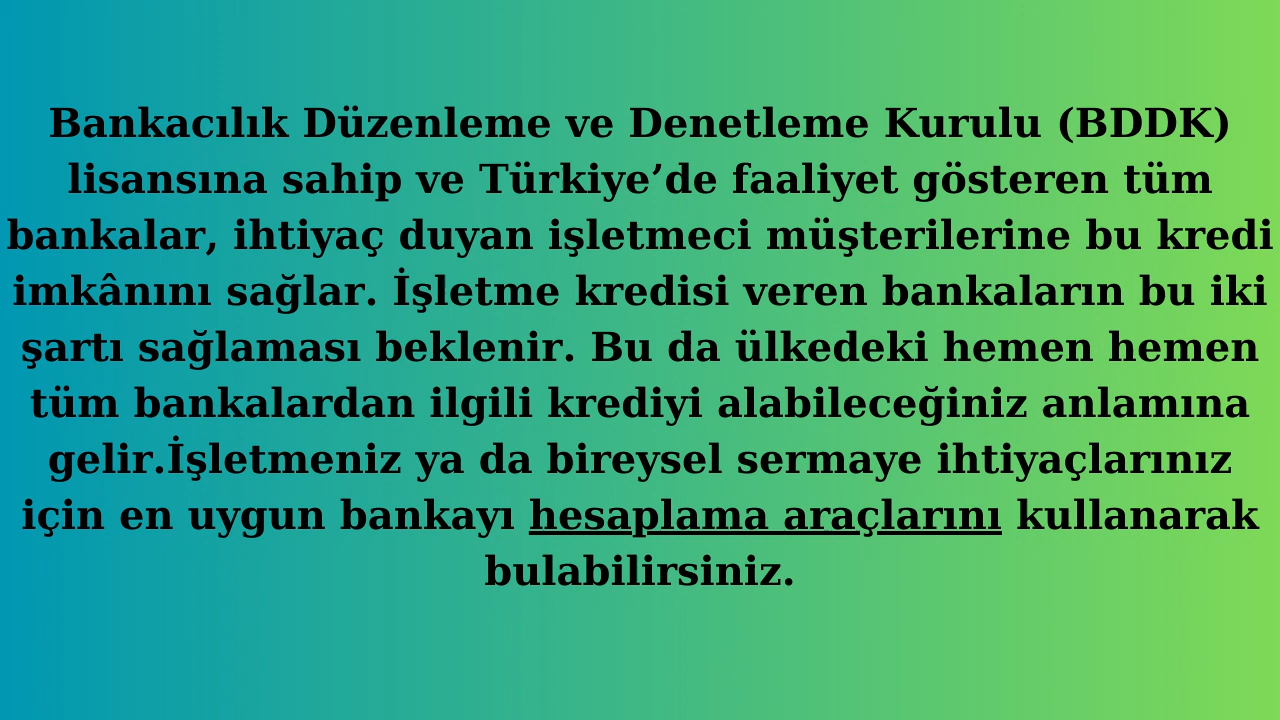 Bankacılık Düzenleme ve Denetleme Kurulu (BDDK)
lisansına sahip ve Türkiye’de faaliyet gösteren tüm
bankalar, ihtiyaç duyan işletmeci müşterilerine bu kredi
imkânını sağlar. İşletme kredisi veren bankaların bu iki
şartı sağlaması beklenir. Bu da ülkedeki hemen hemen
tüm bankalardan ilgili krediyi alabileceğiniz anlamına
gelir.İşletmeniz ya da bireysel sermaye ihtiyaçlarınız
için en uygun bankayı hesaplama araçlarını kullanarak
bulabilirsiniz.